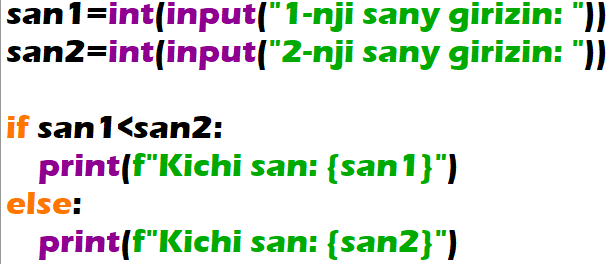 san1=int(input("1-nji sany girizin: "))
san2=int(input("2-nji sany girizin: "))
if san1<san2:
    print(f"Kichi san: {san1}")
else:
    print(f"Kichi san: {san2}")